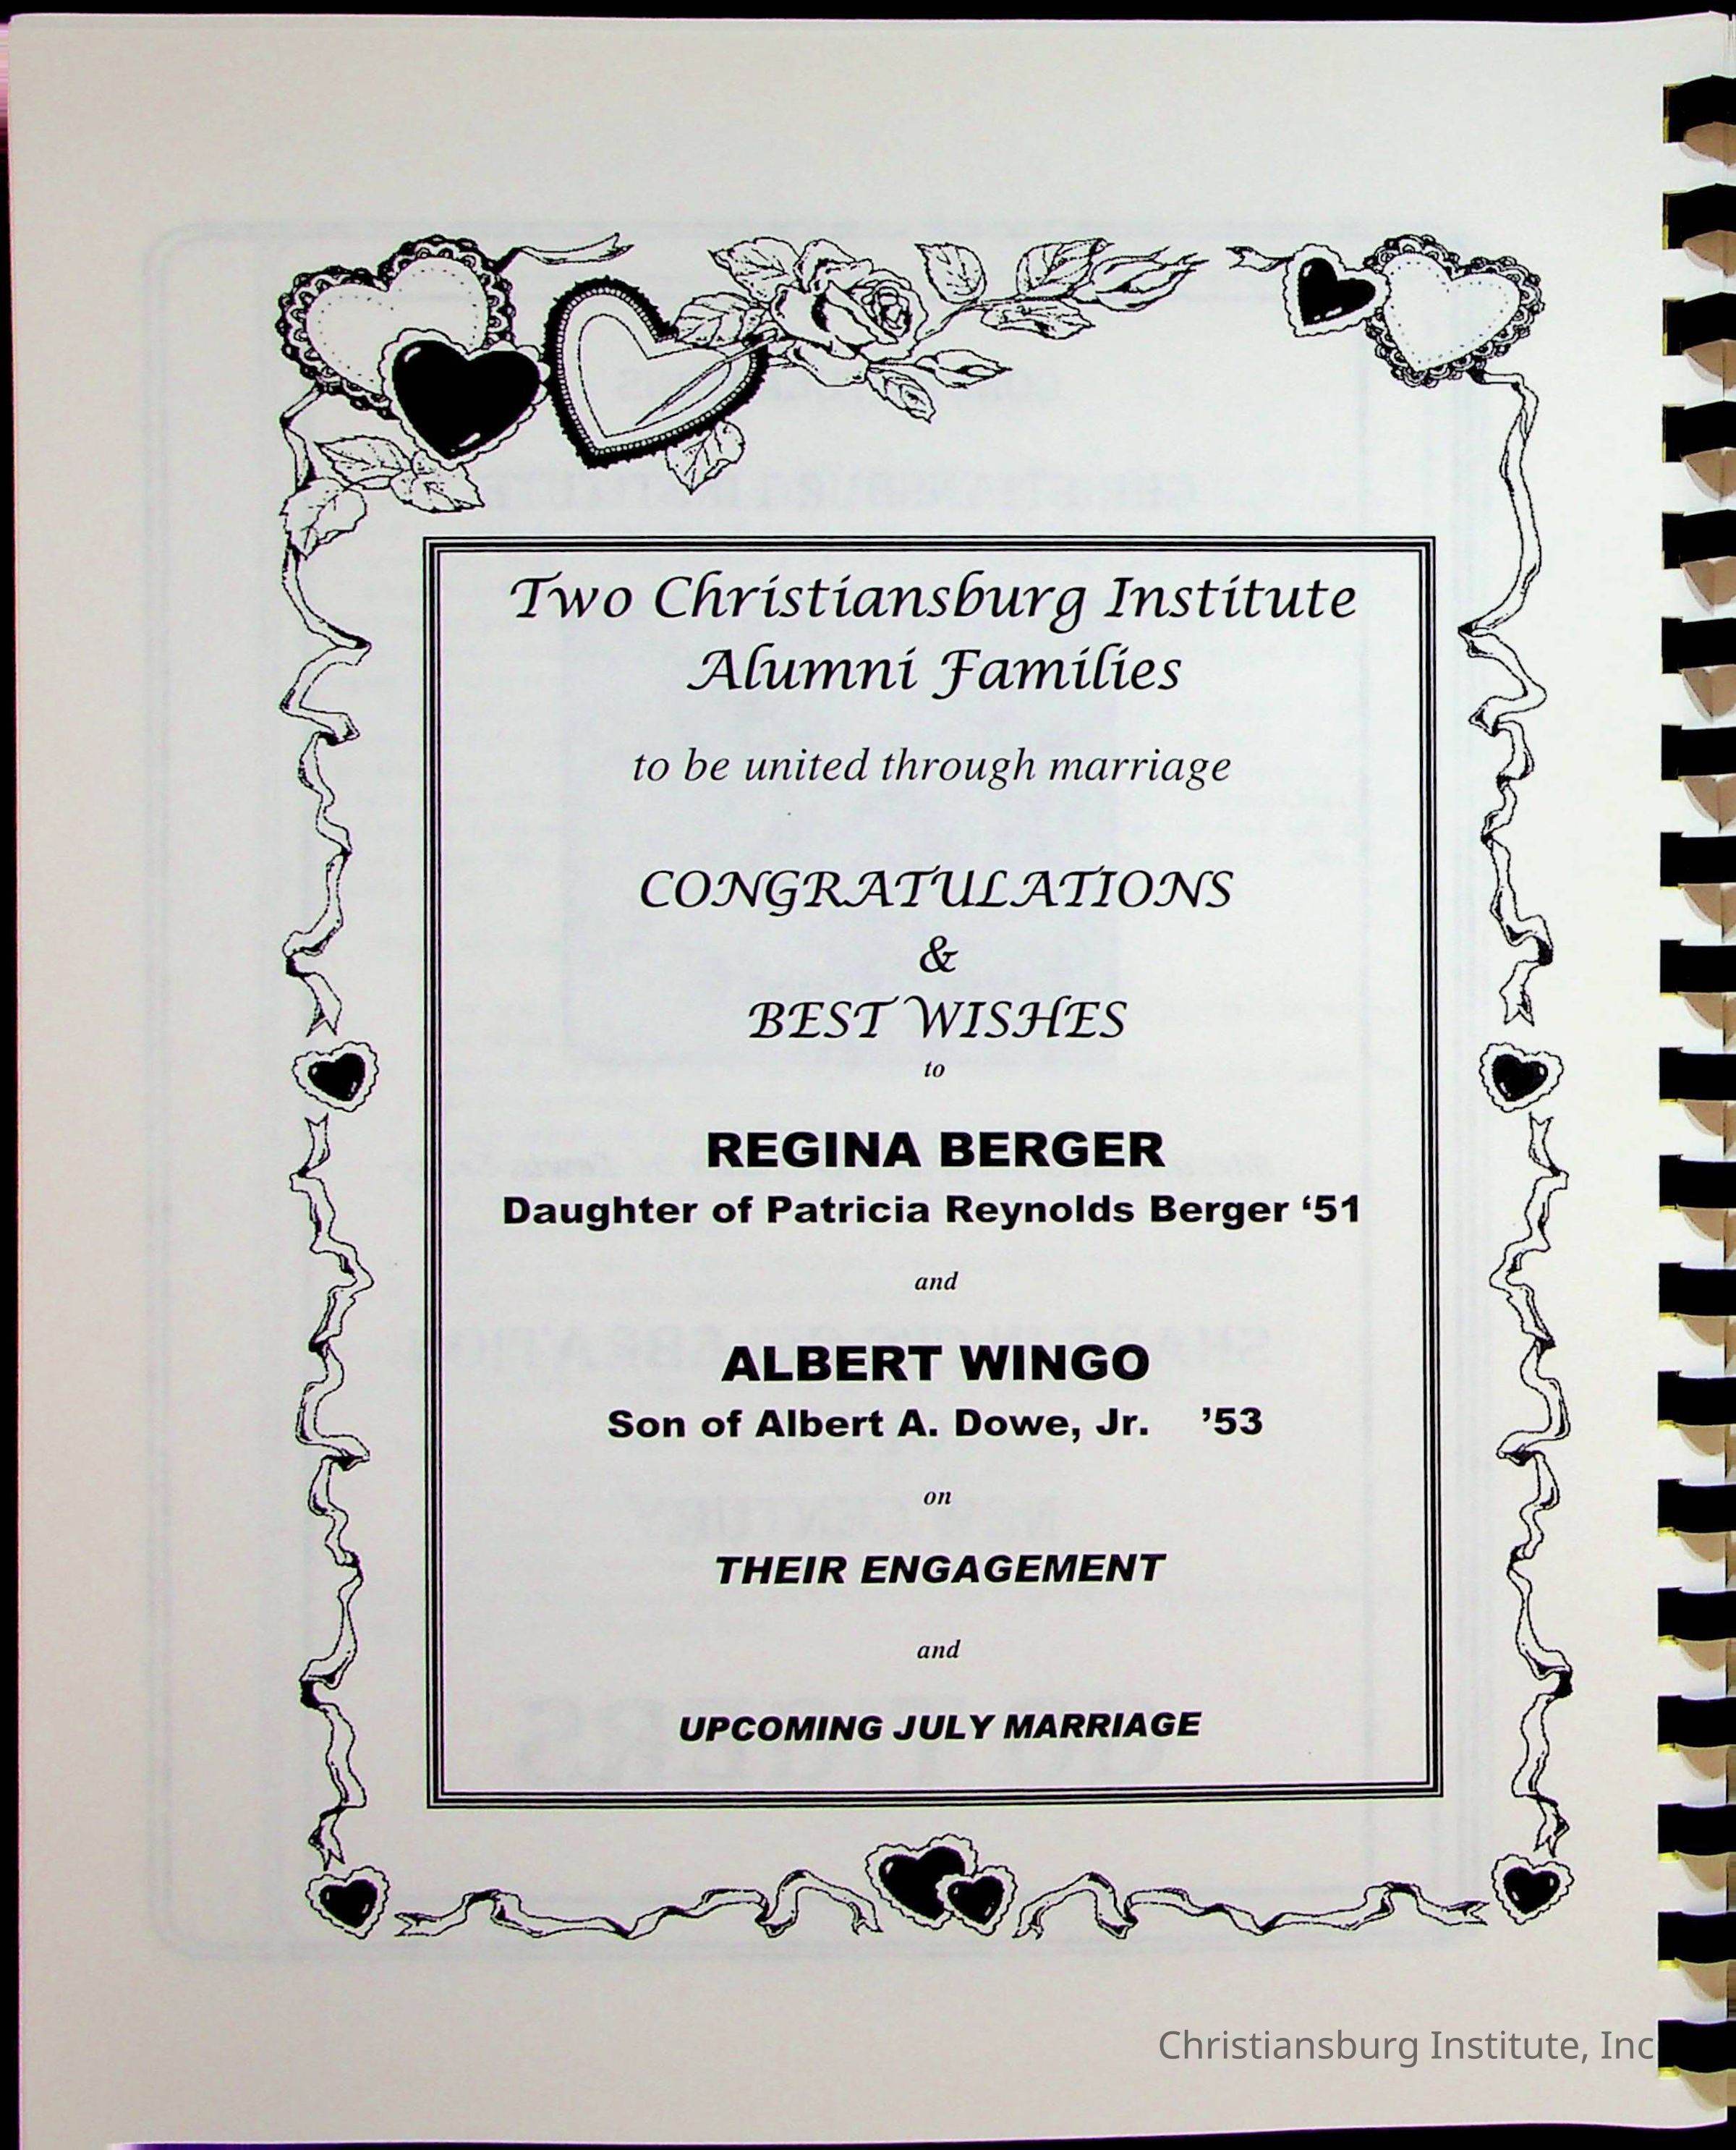 Two Christiansburg Institute
Alumni Families
to be united through marriage
CONGRATULATIONS
&
BEST WISHES
to
REGINA BERGER
Daughter of Patricia Reynolds Berger ‘51
and
ALBERT WINGO
Son of Albert A. Dowe, Jr. ’53
on
THEIR ENGAGEMENT
and
UPCOMING JULY MARRIAGE
Christiansburg Institute, Inc